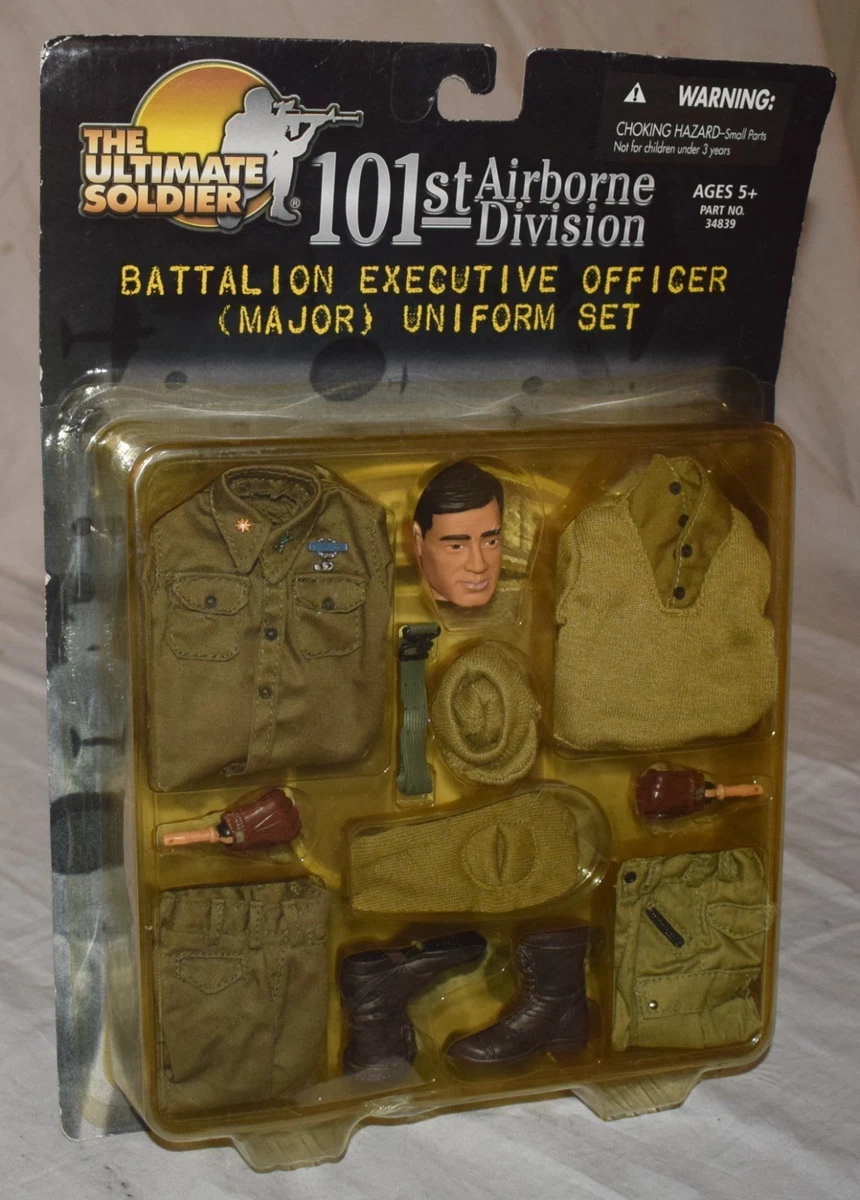 THE
ULTIMATE
SOLDIER®
101st Airborne
Division
BATTALION EXECUTIVE OFFICER
(MAJOR) UNIFORM SET
WARNING:
CHOKING HAZARD–Small Parts
Not for children under 3 years
AGES 5+
PART NO.
34839